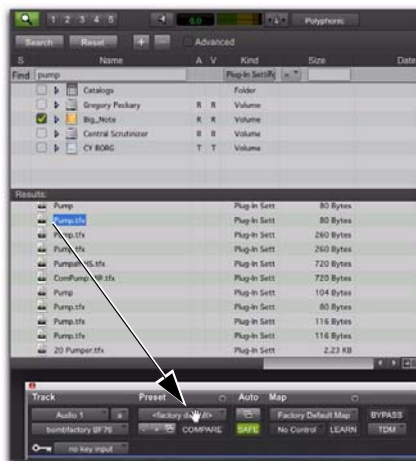 1 2 3 4 5 0.0 Polyphonic
Search Reset + - Advanced
S Name A V Kind Size Date
Find pump Plug-In Setting =
Catalogs Folder
Gregory Peckary R R Volume
Big_Note R R Volume
Central Scrutinizer R R Volume
CY BORG T T Volume
Results:
Pump Plug-In Sett 80 Bytes
Pump.tfx Plug-In Sett 80 Bytes
Pump.tfx Plug-In Sett 260 Bytes
Pump.tfx Plug-In Sett 260 Bytes
Plug-In Sett 720 Bytes
Plug-In Sett 720 Bytes
Pump Plug-In Sett 104 Bytes
Pump.tfx Plug-In Sett 80 Bytes
Pump.tfx Plug-In Sett 116 Bytes
Pump.tfx Plug-In Sett 116 Bytes
20 Pumper.tfx Plug-In Sett 2.23 KB
Track Preset Auto Map
Audio 1 a <factory default> Factory Default Map BYPASS
bombfactory BF76 - + COMPARE SAFE No Control LEARN TDM
no key input